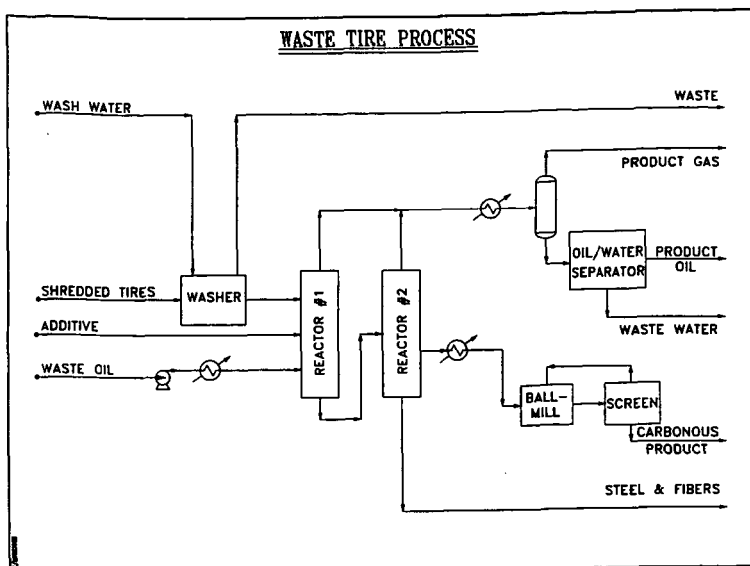 WASTE TIRE PROCESS
WASH WATER
WASTE
PRODUCT GAS
OIL/WATER
SEPARATOR
PRODUCT
OIL
SHREDDED TIRES
WASHER
REACTOR #1
REACTOR #2
ADDITIVE
WASTE WATER
WASTE OIL
BALL-
MILL
SCREEN
CARBONOUS
PRODUCT
STEEL & FIBERS